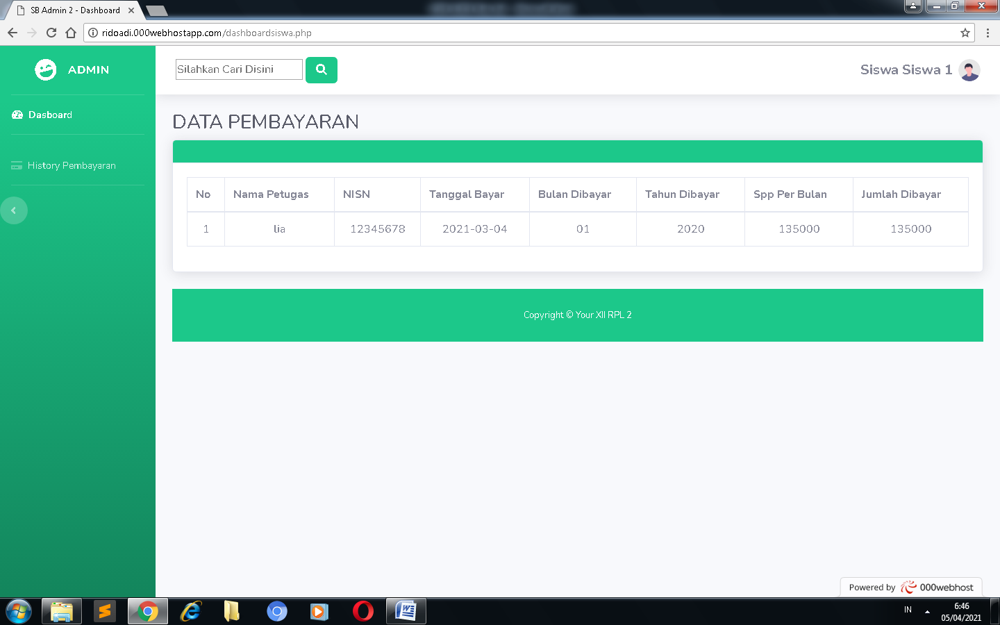 SB Admin 2 - Dashboard
ridoadi.000webhostapp.com/dashboardsiswa.php
ADMIN
Silahkan Cari Disini
Siswa Siswa 1
Dasboard
History Pembayaran
DATA PEMBAYARAN
No Nama Petugas NISN Tanggal Bayar Bulan Dibayar Tahun Dibayar Spp Per Bulan Jumlah Dibayar
1 lia 12345678 2021-03-04 01 2020 135000 135000
Copyright © Your XII RPL 2
Powered by 000webhost
IN
6:46
05/04/2021